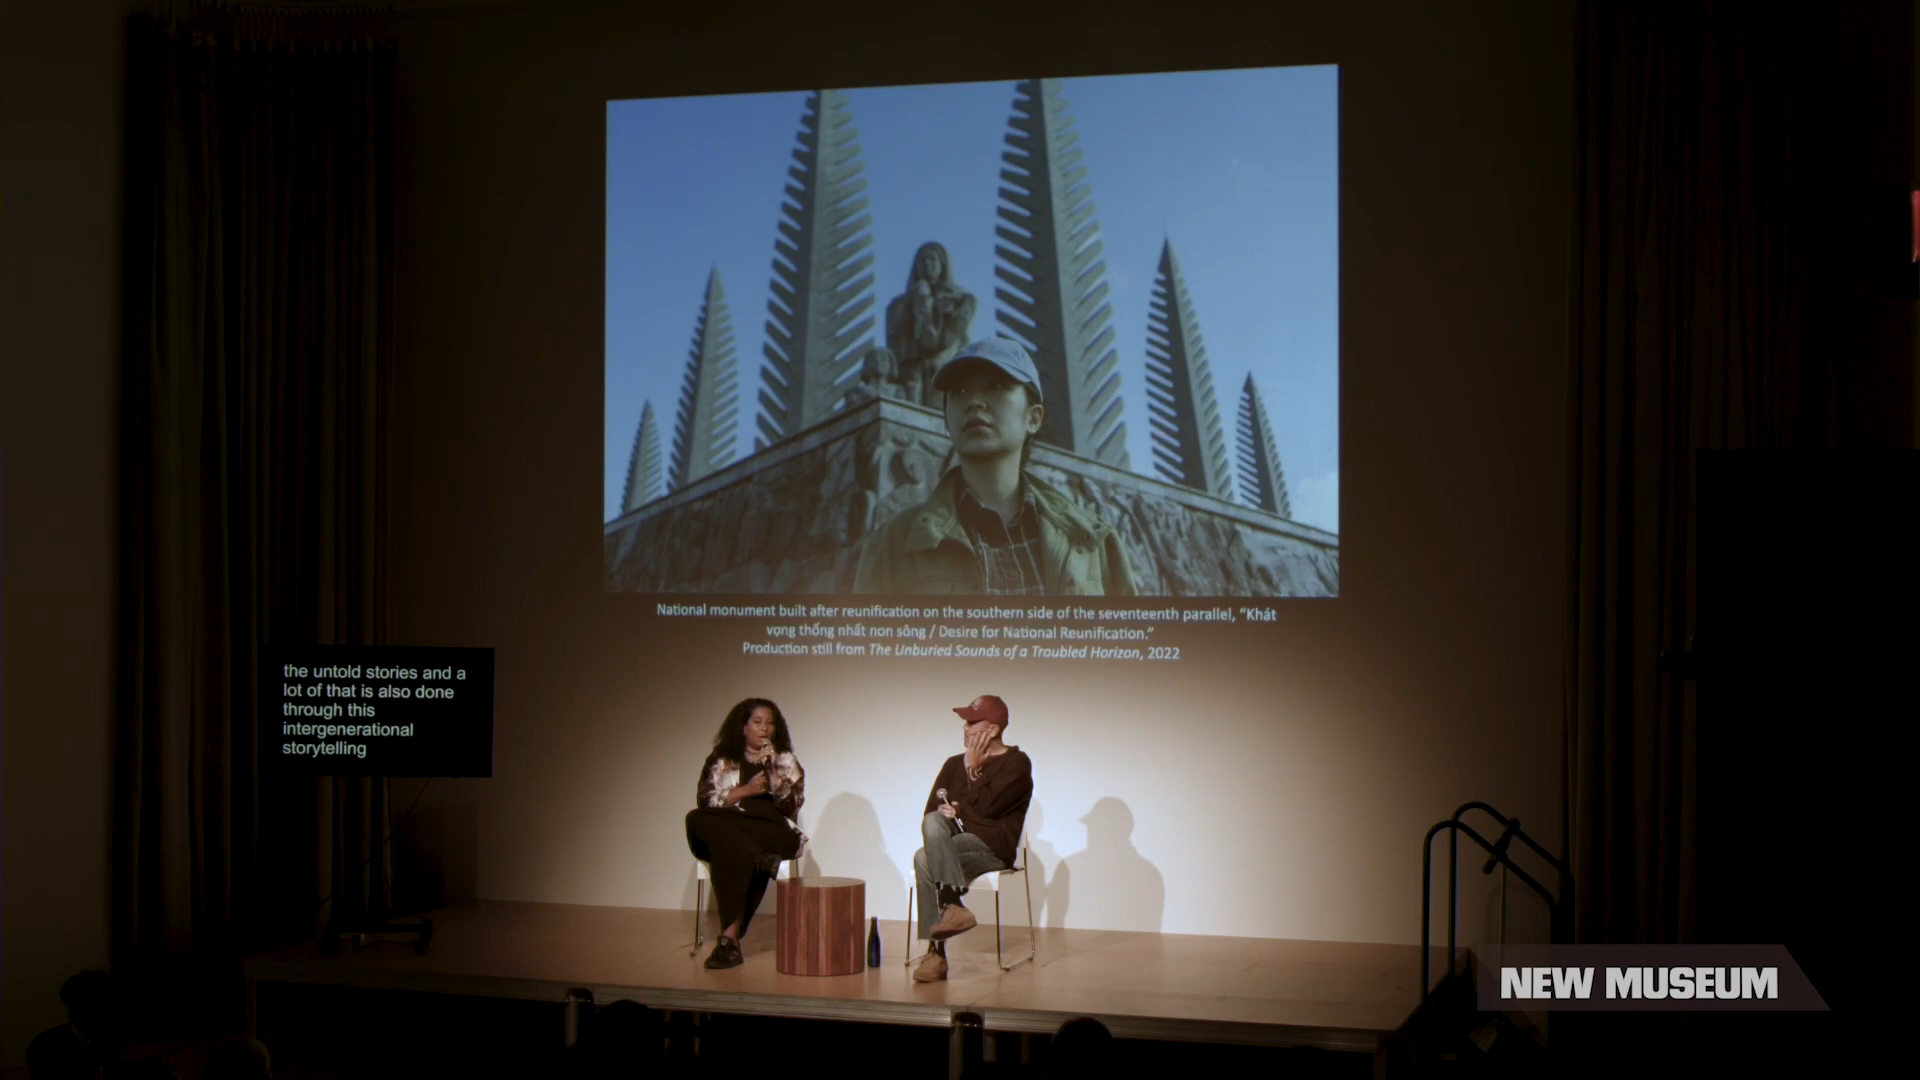 National monument built after reunification on the southern side of the seventeenth parallel, “Khát
vọng thống nhất non sông / Desire for National Reunification.”
Production still from The Unburied Sounds of a Troubled Horizon, 2022
the untold stories and a
lot of that is also done
through this
intergenerational
storytelling
NEW MUSEUM